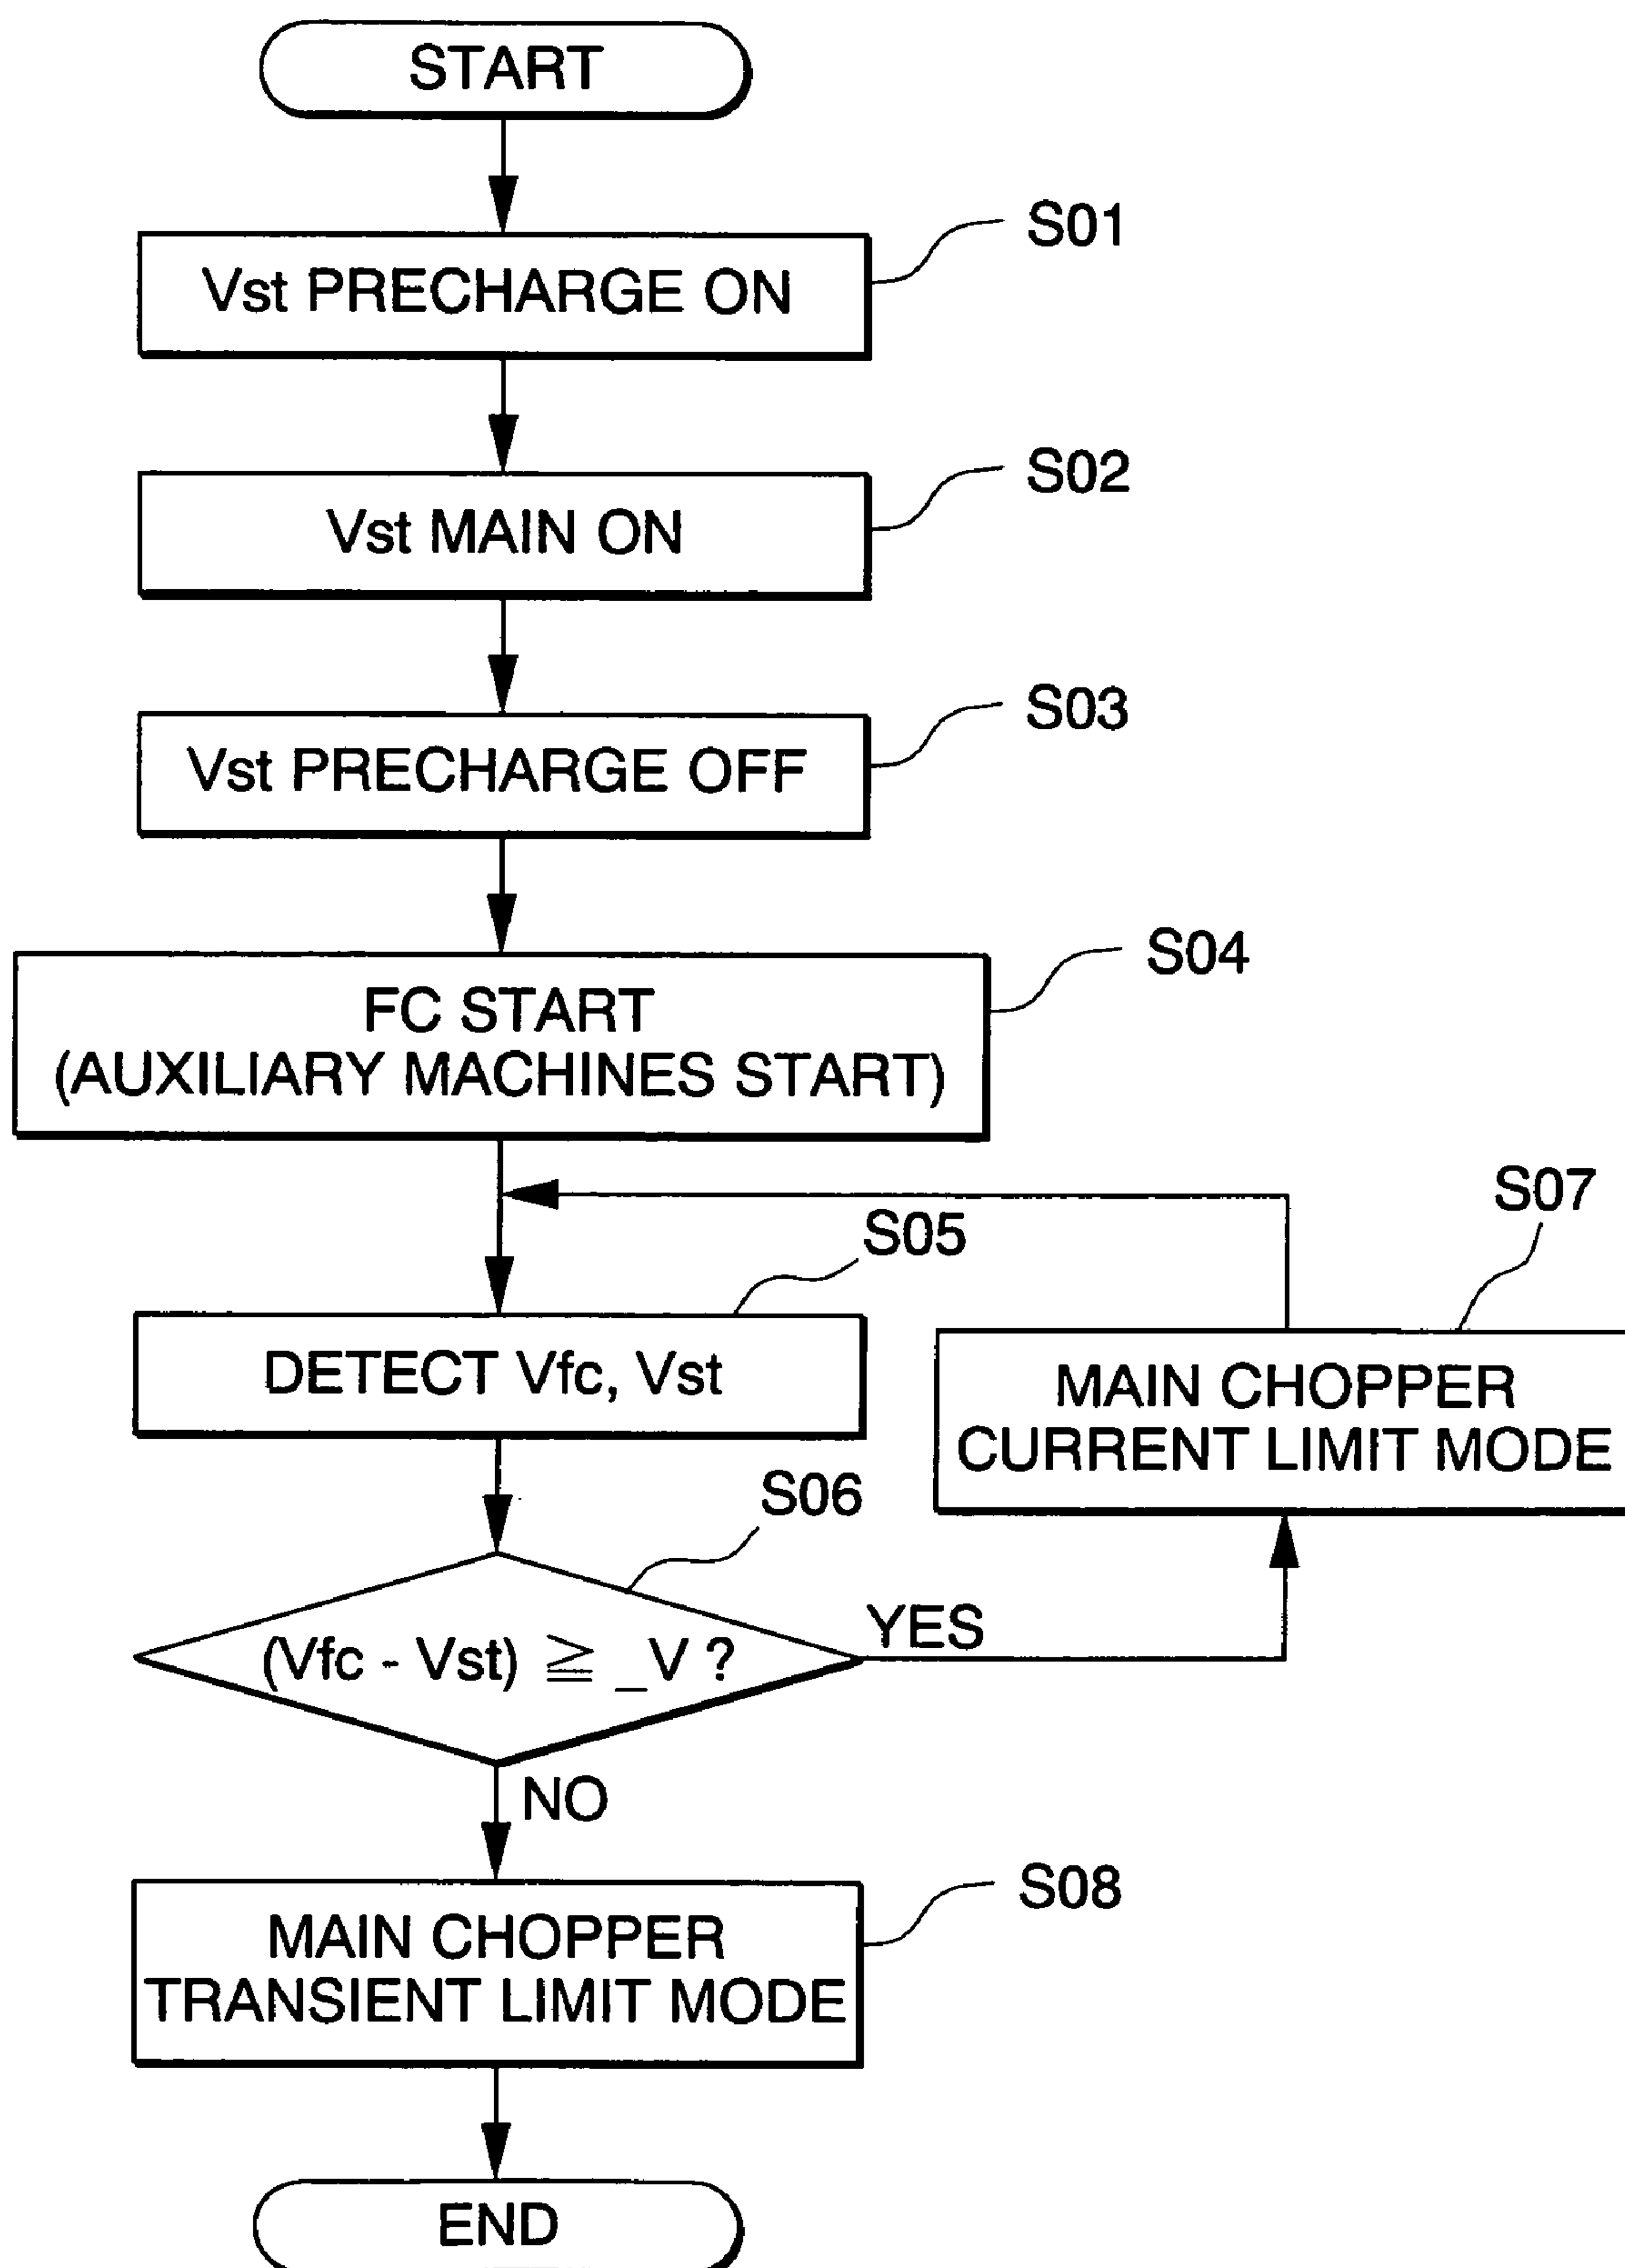 START
S01
Vst PRECHARGE ON
S02
Vst MAIN ON
S03
Vst PRECHARGE OFF
S04
FC START
(AUXILIARY MACHINES START)
S07
S05
DETECT Vfc, Vst
MAIN CHOPPER
CURRENT LIMIT MODE
S06
(Vfc - Vst) ≧ _V ?
YES
NO
S08
MAIN CHOPPER
TRANSIENT LIMIT MODE
END